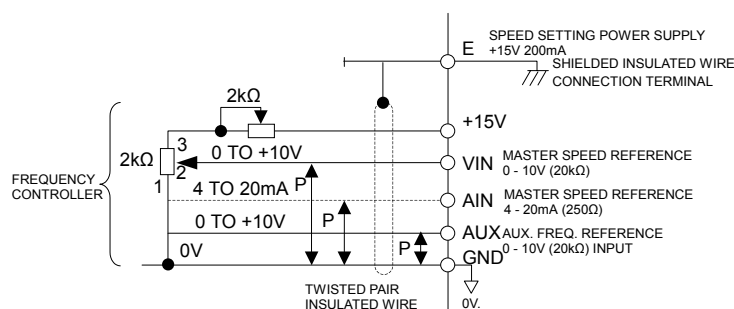 SPEED SETTING POWER SUPPLY
E
+15V 200mA
SHIELDED INSULATED WIRE
CONNECTION TERMINAL
2kΩ
+15V
3
0 TO +10V
2kΩ
2
VIN
MASTER SPEED REFERENCE
0 - 10V (20kΩ)
FREQUENCY
CONTROLLER
1
4 TO 20mA
P
AIN
MASTER SPEED REFERENCE
4 - 20mA (250Ω)
0 TO +10V
P
AUX
AUX. FREQ. REFERENCE
0 - 10V (20kΩ) INPUT
0V
P
GND
TWISTED PAIR
INSULATED WIRE
0V.